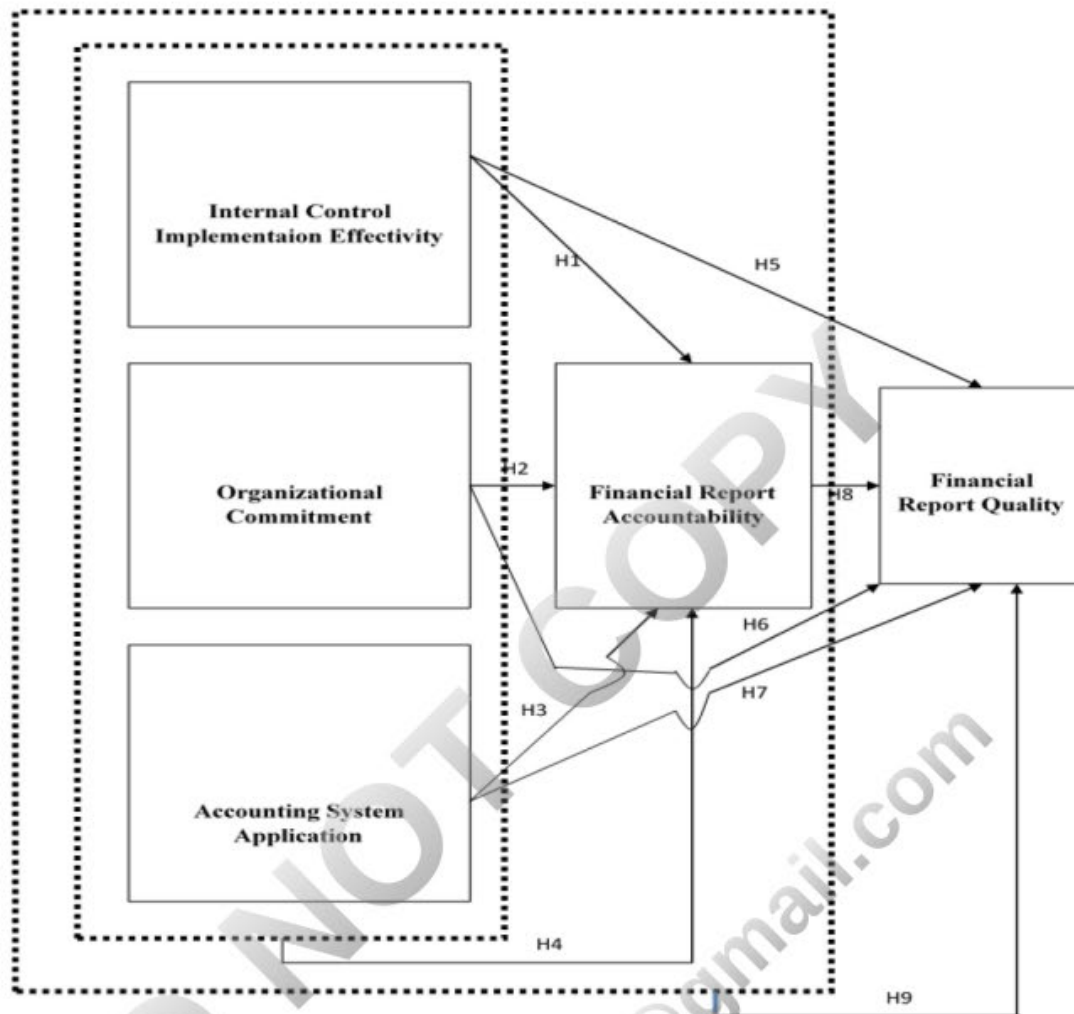 Internal Control
Implementaion Effectivity
H1
H5
Organizational
Commitment
H2
Financial Report
Accountability
H8
Financial
Report Quality
H6
H3
H7
Accounting System
Application
H4
H9
DO NOT COPY
@gmail.com